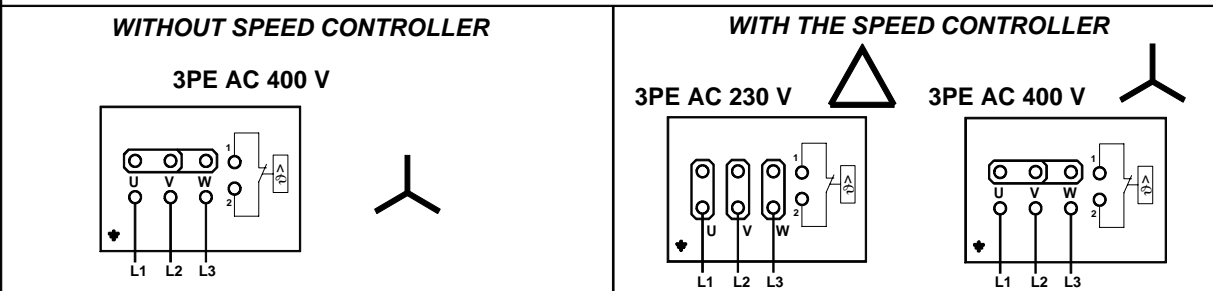 WITHOUT SPEED CONTROLLER
3PE AC 400 V
1
U V W
2
L1 L2 L3
WITH THE SPEED CONTROLLER
3PE AC 230 V
1
2
U V W
L1 L2 L3
3PE AC 400 V
1
U V W
2
L1 L2 L3